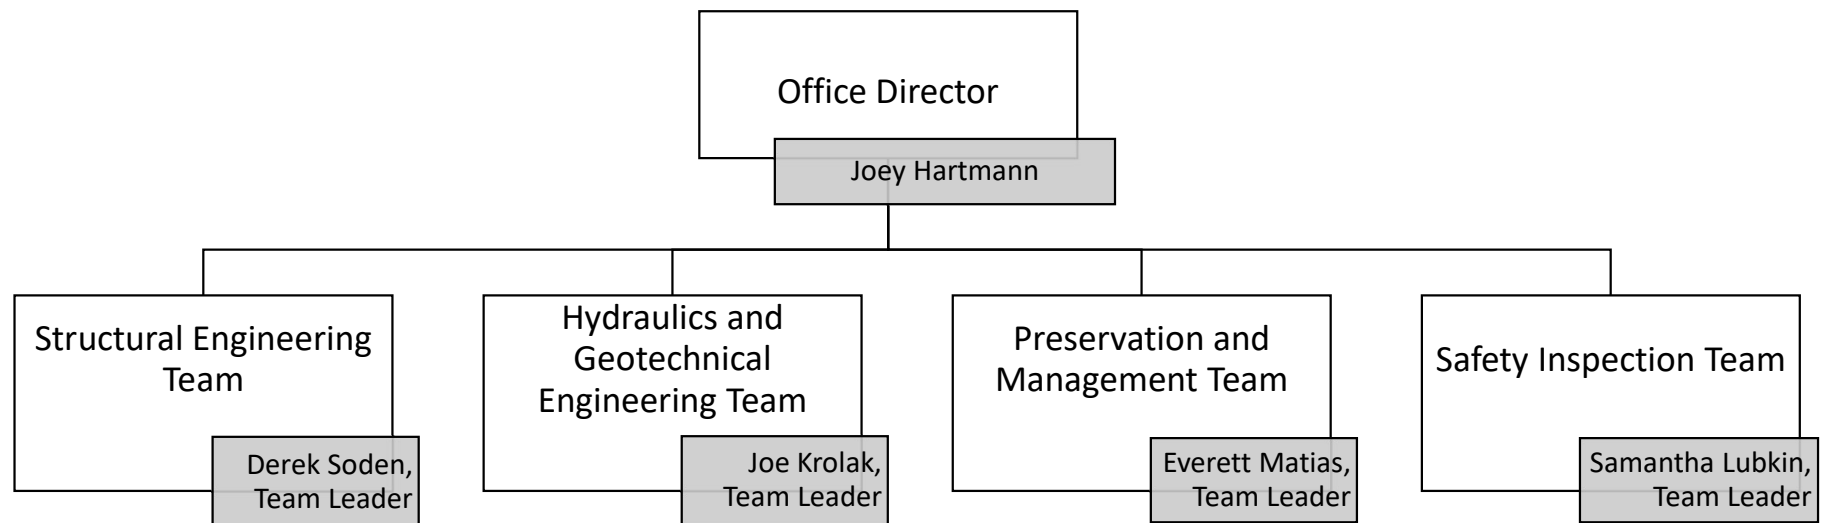 Office Director
Joey Hartmann
Structural Engineering
Team
Derek Soden,
Team Leader
Hydraulics and
Geotechnical
Engineering Team
Joe Krolak,
Team Leader
Preservation and
Management Team
Everett Matias,
Team Leader
Safety Inspection Team
Samantha Lubkin,
Team Leader